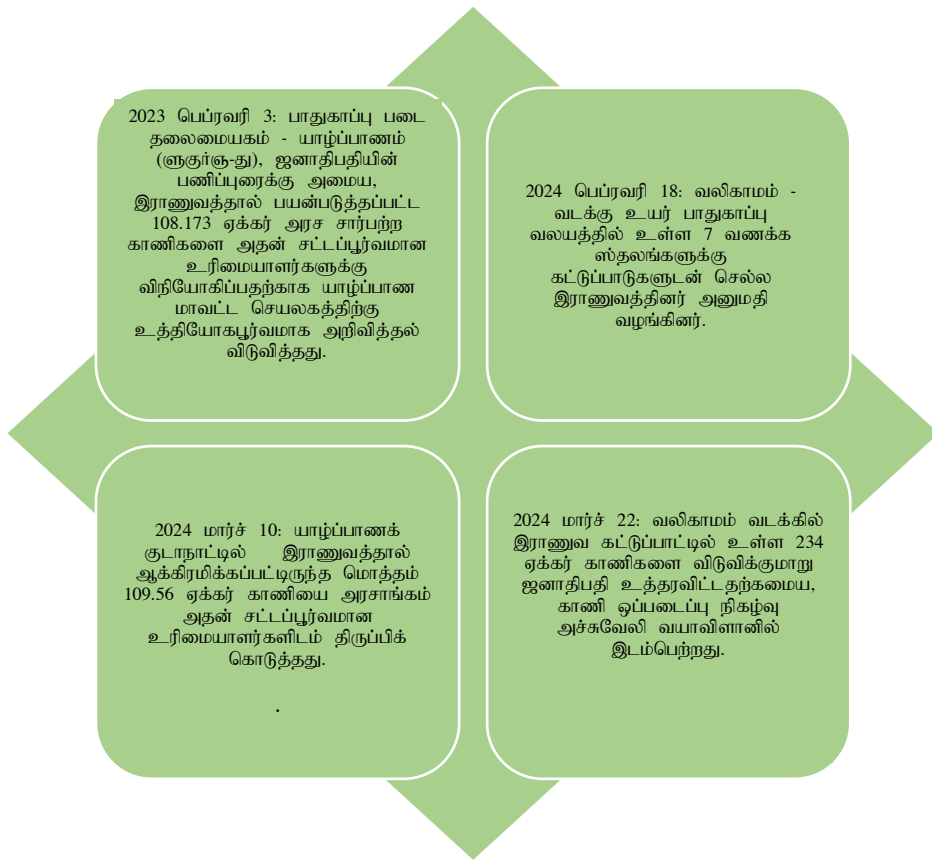 2023 பெப்ரவரி 3: பாதுகாப்பு படை
தலைமையகம் - யாழ்ப்பாணம்
(ளுகுர்ஞ-து), ஜனாதிபதியின்
பணிப்புரைக்கு அமைய,
இராணுவத்தால் பயன்படுத்தப்பட்ட
108.173 ஏக்கர் அரச சார்பற்ற
காணிகளை அதன் சட்டப்பூர்வமான
உரிமையாளர்களுக்கு
விநியோகிப்பதற்காக யாழ்ப்பாண
மாவட்ட செயலகத்திற்கு
உத்தியோகபூர்வமாக அறிவித்தல்
விடுவித்தது.
2024 பெப்ரவரி 18: வலிகாமம் -
வடக்கு உயர் பாதுகாப்பு
வலயத்தில் உள்ள 7 வணக்க
ஸ்தலங்களுக்கு
கட்டுப்பாடுகளுடன் செல்ல
இராணுவத்தினர் அனுமதி
வழங்கினர்.
2024 மார்ச் 10: யாழ்ப்பாணக்
குடாநாட்டில் இராணுவத்தால்
ஆக்கிரமிக்கப்பட்டிருந்த மொத்தம்
109.56 ஏக்கர் காணியை அரசாங்கம்
அதன் சட்டப்பூர்வமான
உரிமையாளர்களிடம் திருப்பிக்
கொடுத்தது.
.
2024 மார்ச் 22: வலிகாமம் வடக்கில்
இராணுவ கட்டுப்பாட்டில் உள்ள 234
ஏக்கர் காணிகளை விடுவிக்குமாறு
ஜனாதிபதி உத்தரவிட்டதற்கமைய,
காணி ஒப்படைப்பு நிகழ்வு
அச்சுவேலி வயாவிளானில்
இடம்பெற்றது.